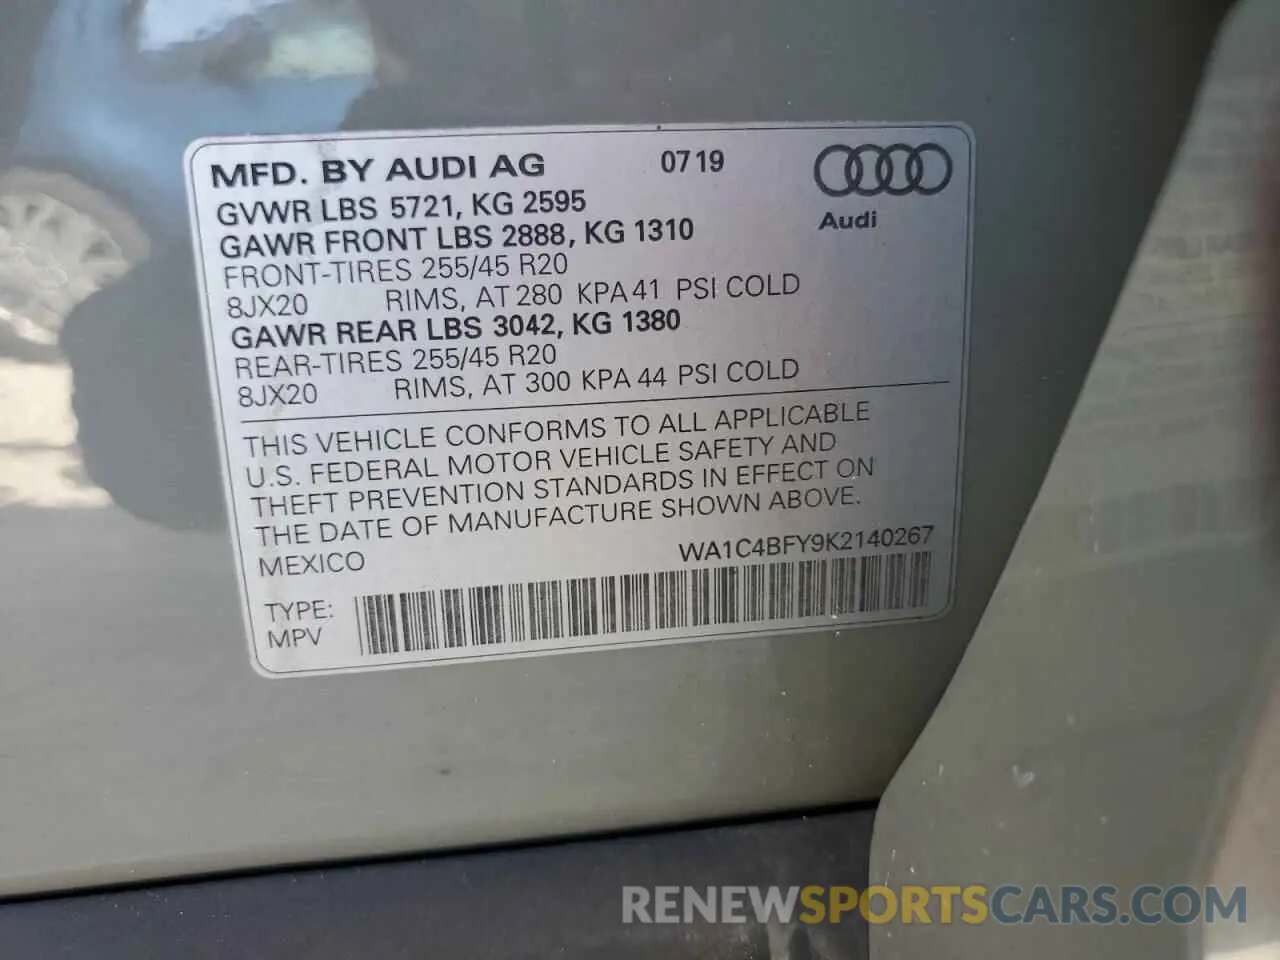 MFD. BY AUDI AG 0719
Audi
GVWR LBS 5721, KG 2595
GAWR FRONT LBS 2888, KG 1310
FRONT-TIRES 255/45 R20
8JX20 RIMS, AT 280 KPA 41 PSI COLD
GAWR REAR LBS 3042, KG 1380
REAR-TIRES 255/45 R20
8JX20 RIMS, AT 300 KPA 44 PSI COLD
THIS VEHICLE CONFORMS TO ALL APPLICABLE
U.S. FEDERAL MOTOR VEHICLE SAFETY AND
THEFT PREVENTION STANDARDS IN EFFECT ON
THE DATE OF MANUFACTURE SHOWN ABOVE.
MEXICO WA1C4BFY9K2140267
TYPE:
MPV
RENEWSPORTSCARS.COM